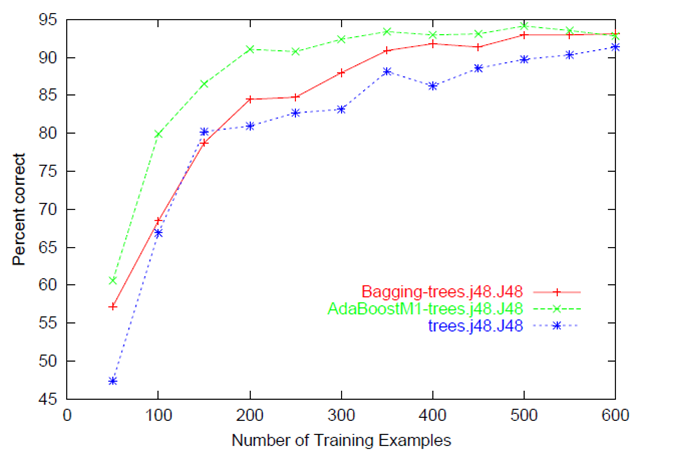 95
90
85
80
75
70
65
60
55
50
45
Percent correct
Bagging-trees.j48.J48
AdaBoostM1-trees.j48.J48
trees.j48.J48
0 100 200 300 400 500 600
Number of Training Examples